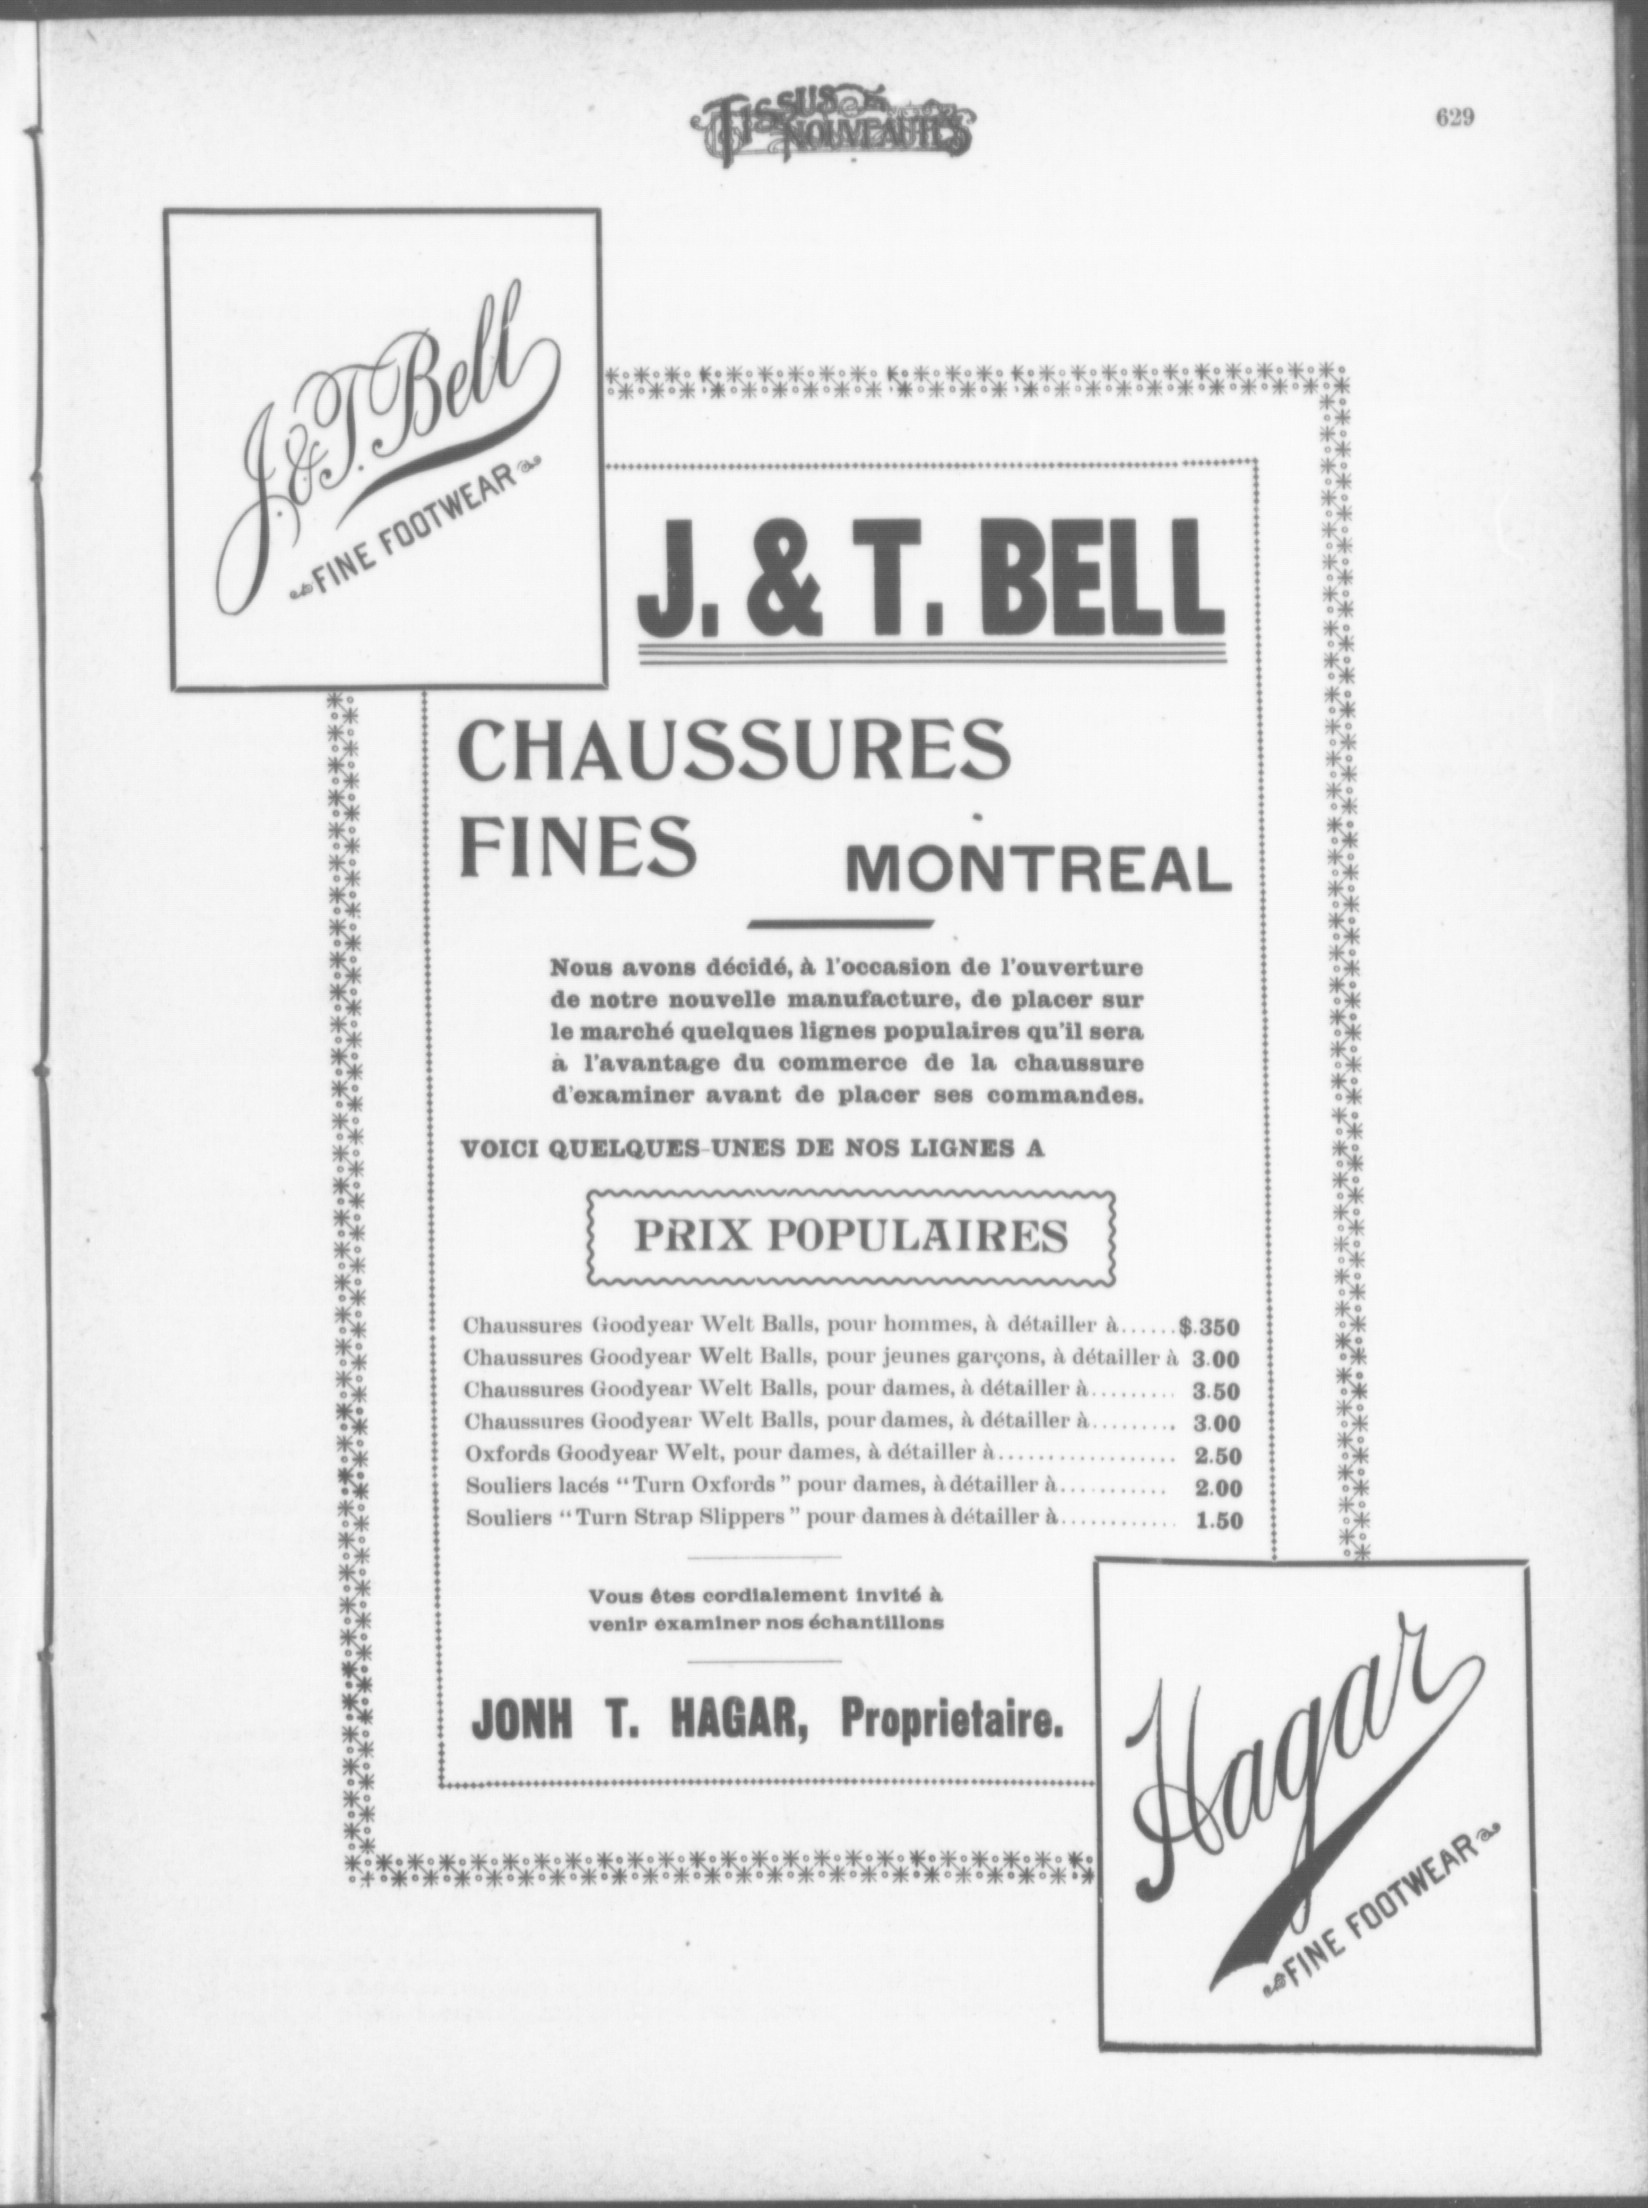 TISSUS & NOUVEAUTÉS
629
J. & T. Bell
FINE FOOTWEAR
J. & T. BELL
CHAUSSURES
FINES
MONTREAL
Nous avons décidé, à l'occasion de l'ouverture
de notre nouvelle manufacture, de placer sur
le marché quelques lignes populaires qu'il sera
à l'avantage du commerce de la chaussure
d'examiner avant de placer ses commandes.
VOICI QUELQUES-UNES DE NOS LIGNES A
PRIX POPULAIRES
Chaussures Goodyear Welt Balls, pour hommes, à détailler à......$.350
Chaussures Goodyear Welt Balls, pour jeunes garçons, à détailler à 3.00
Chaussures Goodyear Welt Balls, pour dames, à détailler à......... 3.50
Chaussures Goodyear Welt Balls, pour dames, à détailler à......... 3.00
Oxfords Goodyear Welt, pour dames, à détailler à.................. 2.50
Souliers lacés "Turn Oxfords" pour dames, à détailler à........... 2.00
Souliers "Turn Strap Slippers" pour dames à détailler à............ 1.50
Vous êtes cordialement invité à
venir examiner nos échantillons
JONH T. HAGAR, Proprietaire.
Hagar
FINE FOOTWEAR